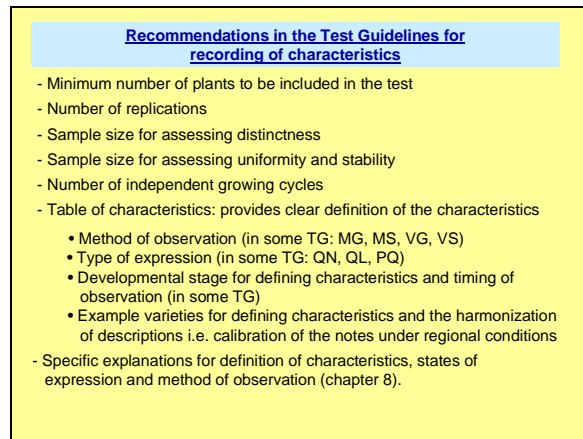 Recommendations in the Test Guidelines for
recording of characteristics
- Minimum number of plants to be included in the test
- Number of replications
- Sample size for assessing distinctness
- Sample size for assessing uniformity and stability
- Number of independent growing cycles
- Table of characteristics: provides clear definition of the characteristics
• Method of observation (in some TG: MG, MS, VG, VS)
• Type of expression (in some TG: QN, QL, PQ)
• Developmental stage for defining characteristics and timing of
observation (in some TG)
• Example varieties for defining characteristics and the harmonization
of descriptions i.e. calibration of the notes under regional conditions
- Specific explanations for definition of characteristics, states of
expression and method of observation (chapter 8).